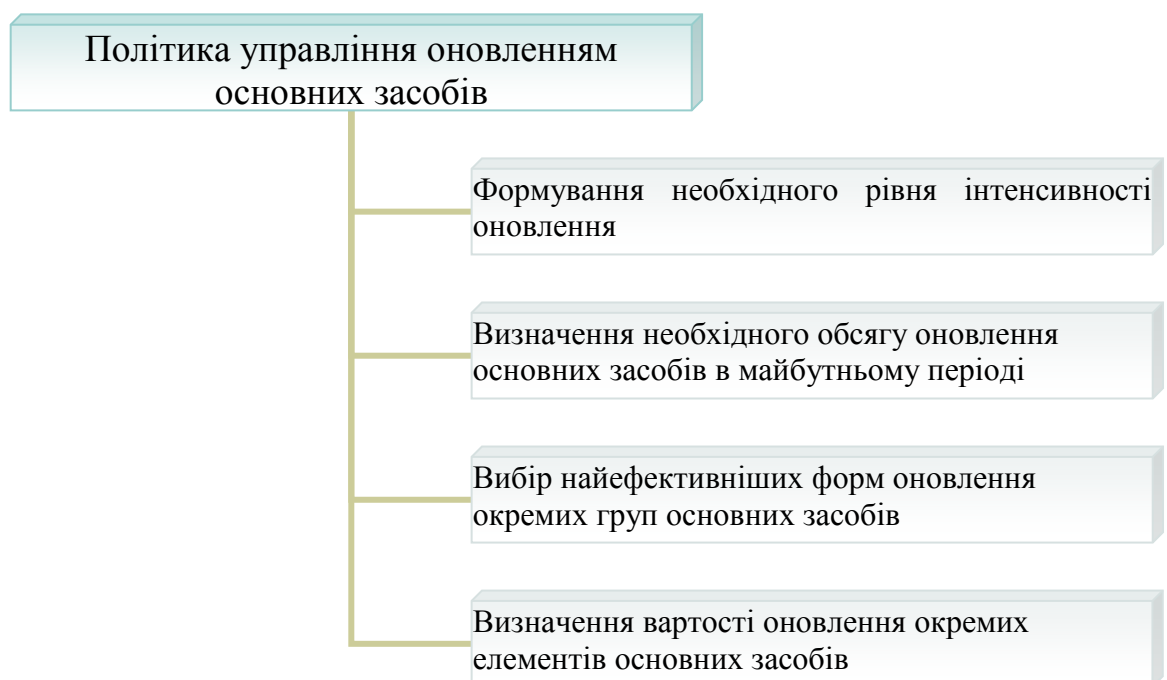 Політика управління оновленням
основних засобів
Формування необхідного рівня інтенсивності
оновлення
Визначення необхідного обсягу оновлення
основних засобів в майбутньому періоді
Вибір найефективніших форм оновлення
окремих груп основних засобів
Визначення вартості оновлення окремих
елементів основних засобів